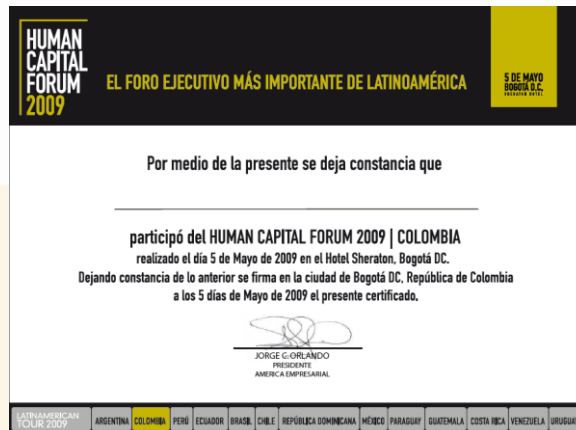 HUMAN
CAPITAL
FORUM
2009
EL FORO EJECUTIVO MÁS IMPORTANTE DE LATINOAMÉRICA
5 DE MAYO
BOGOTÁ D.C.
SHERATON HOTEL
Por medio de la presente se deja constancia que
participó del HUMAN CAPITAL FORUM 2009 | COLOMBIA
realizado el día 5 de Mayo de 2009 en el Hotel Sheraton, Bogotá DC.
Dejando constancia de lo anterior se firma en la ciudad de Bogotá DC, República de Colombia
a los 5 días de Mayo de 2009 el presente certificado.
JORGE G. ORLANDO
PRESIDENTE
AMERICA EMPRESARIAL
LATINAMERICAN
TOUR 2009
ARGENTINA COLOMBIA PERÚ ECUADOR BRASIL CHILE REPÚBLICA DOMINICANA MÉXICO PARAGUAY GUATEMALA COSTA RICA VENEZUELA URUGUA